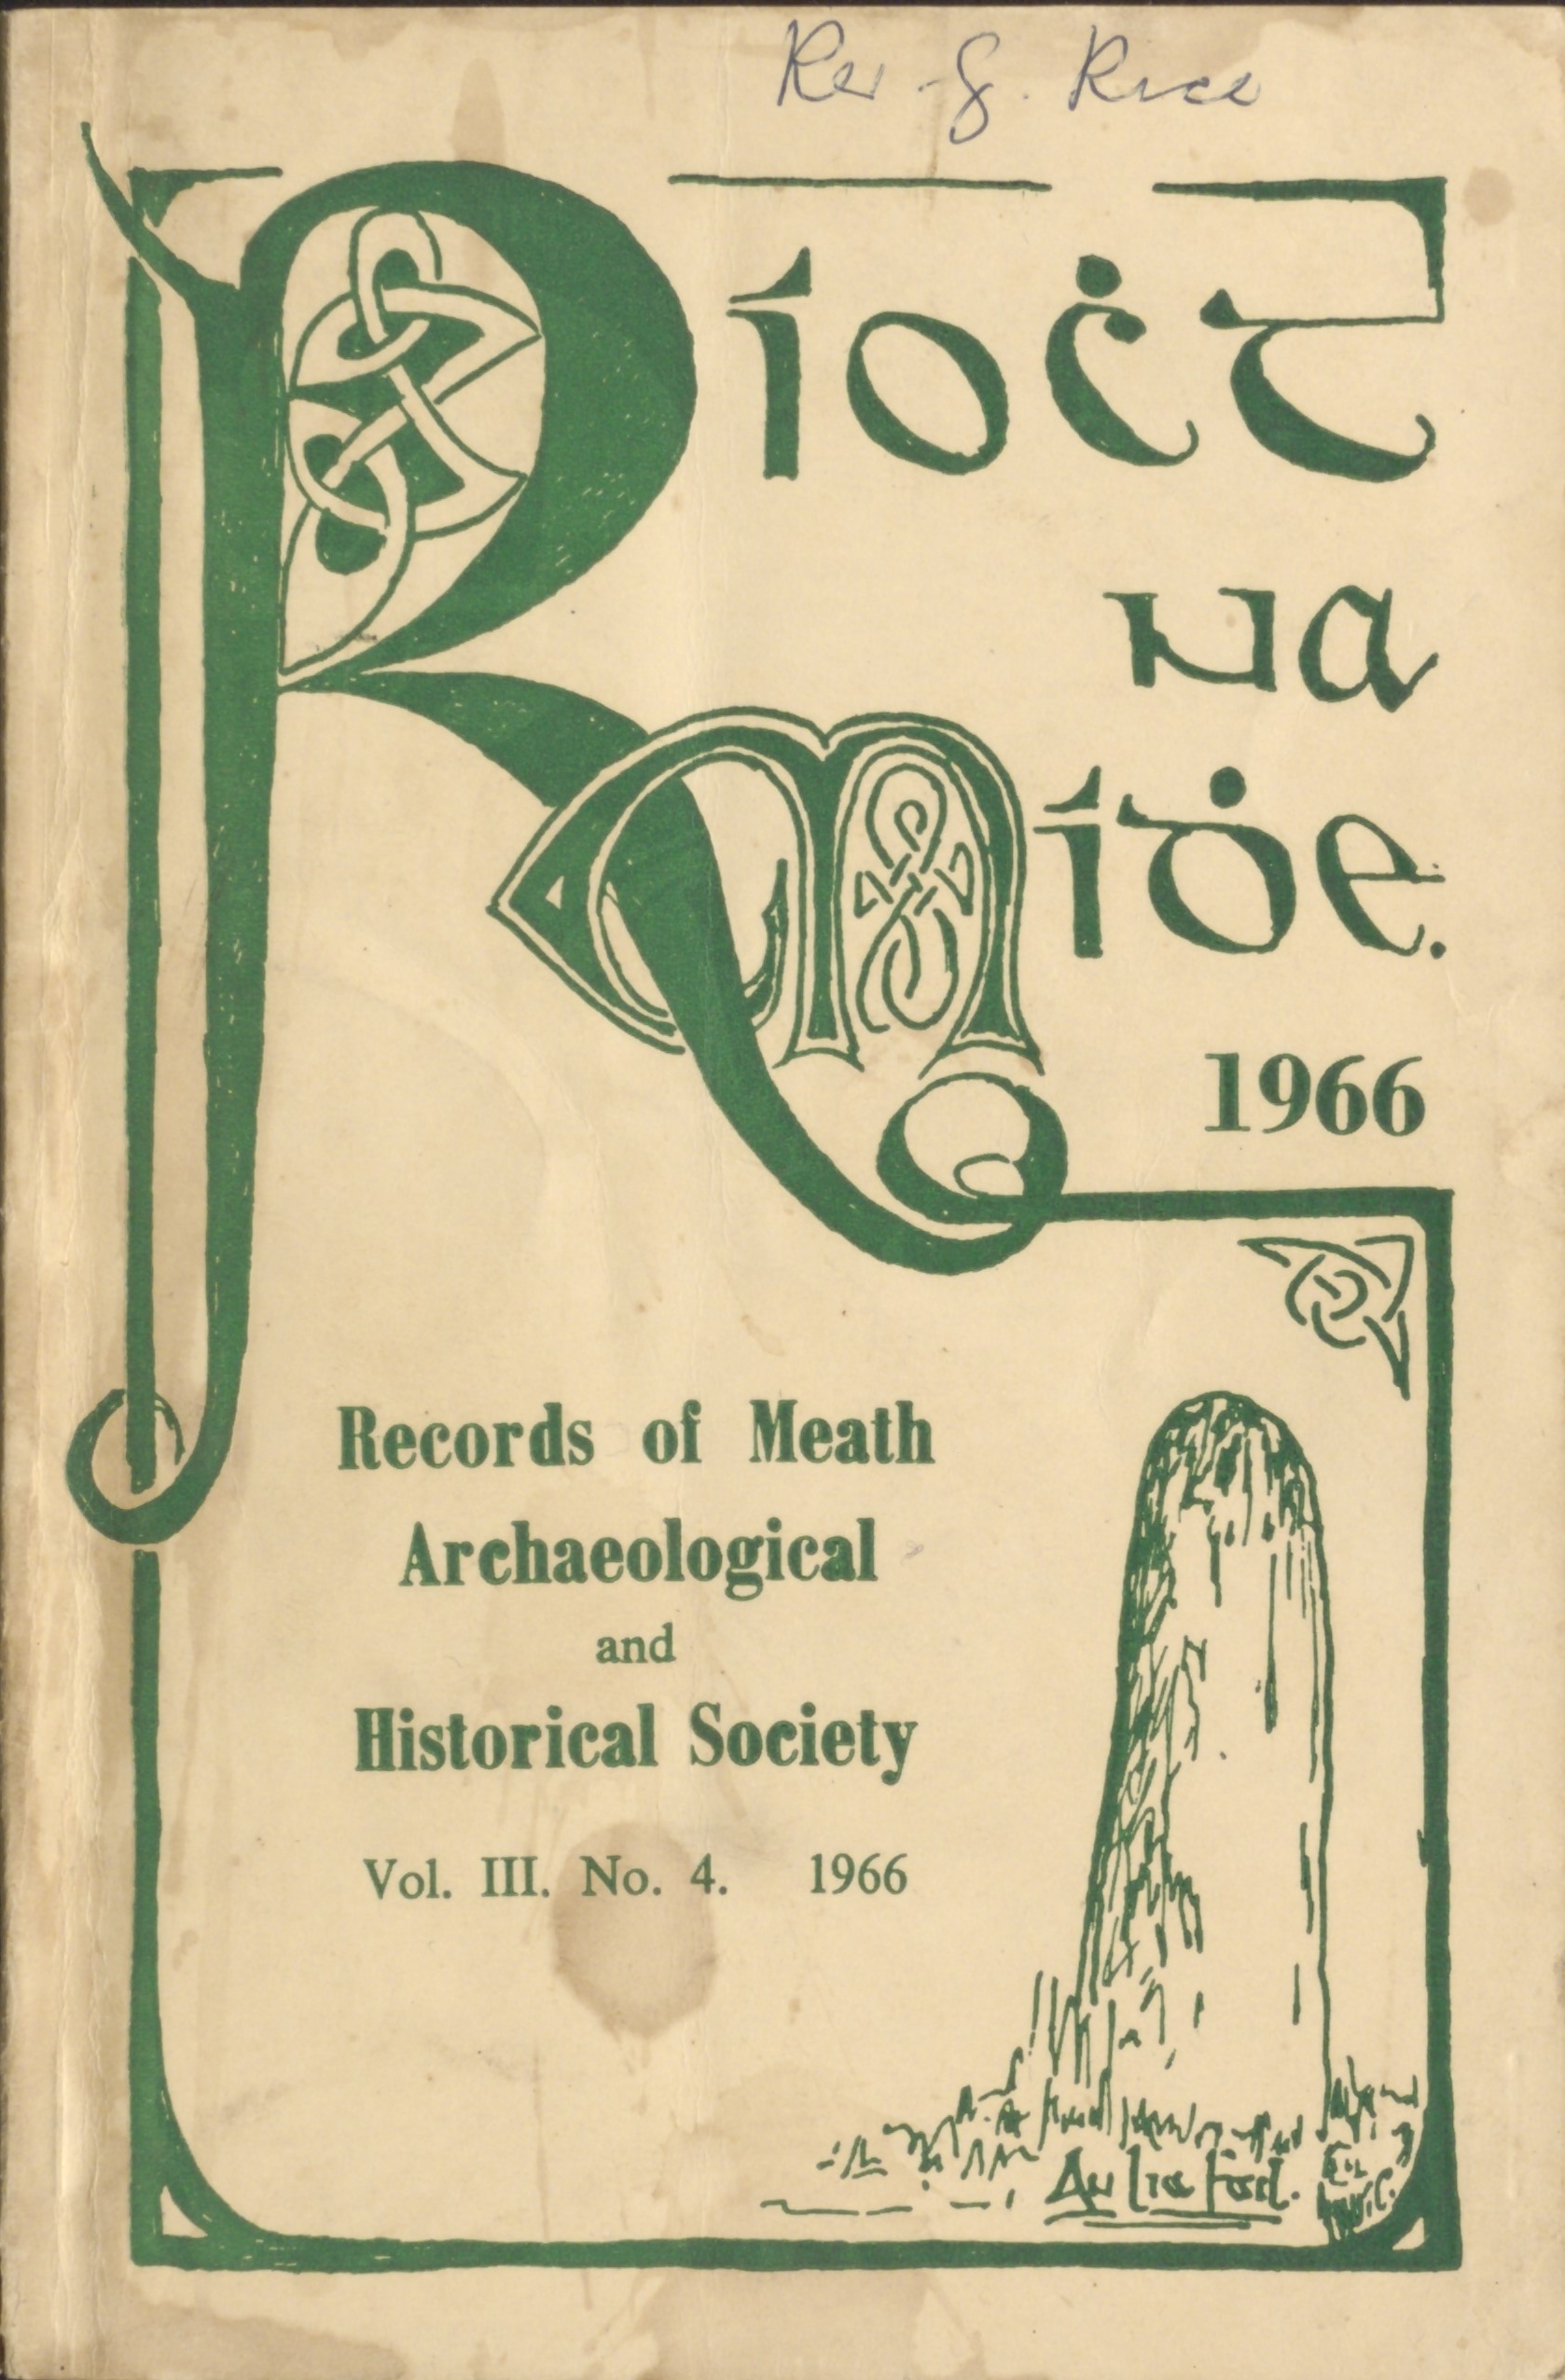 Rev. G. Rice
Ríoċt
na
Míḋe.
1966
Records of Meath
Archaeological
and
Historical Society
Vol. III. No. 4. 1966
An Lia Fáil.